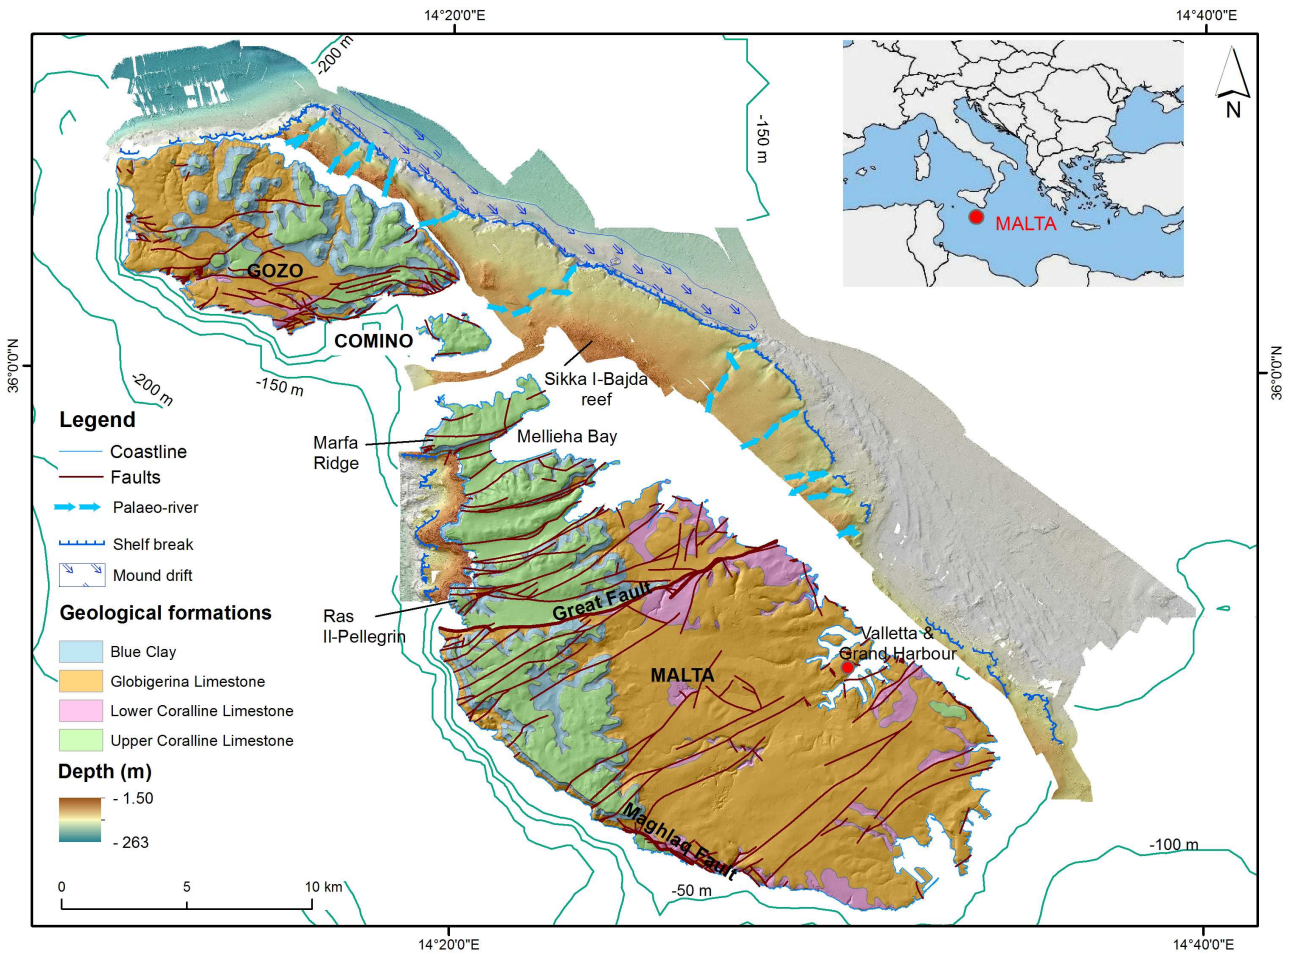 14°20'0"E
14°40'0"E
-200 m
-150 m
N
MALTA
GOZO
COMINO
36°0'0"N
36°0'0"N
-200 m
-150 m
Sikka l-Bajda
reef
Marfa
Ridge
Mellieha Bay
Legend
Coastline
Faults
Palaeo-river
Shelf break
Mound drift
Geological formations
Blue Clay
Globigerina Limestone
Lower Coralline Limestone
Upper Coralline Limestone
Depth (m)
- 1.50
- 263
0
5
10 km
Ras
Il-Pellegrin
Great Fault
Valletta &
Grand Harbour
MALTA
Maghlaq Fault
-50 m
-100 m
14°20'0"E
14°40'0"E